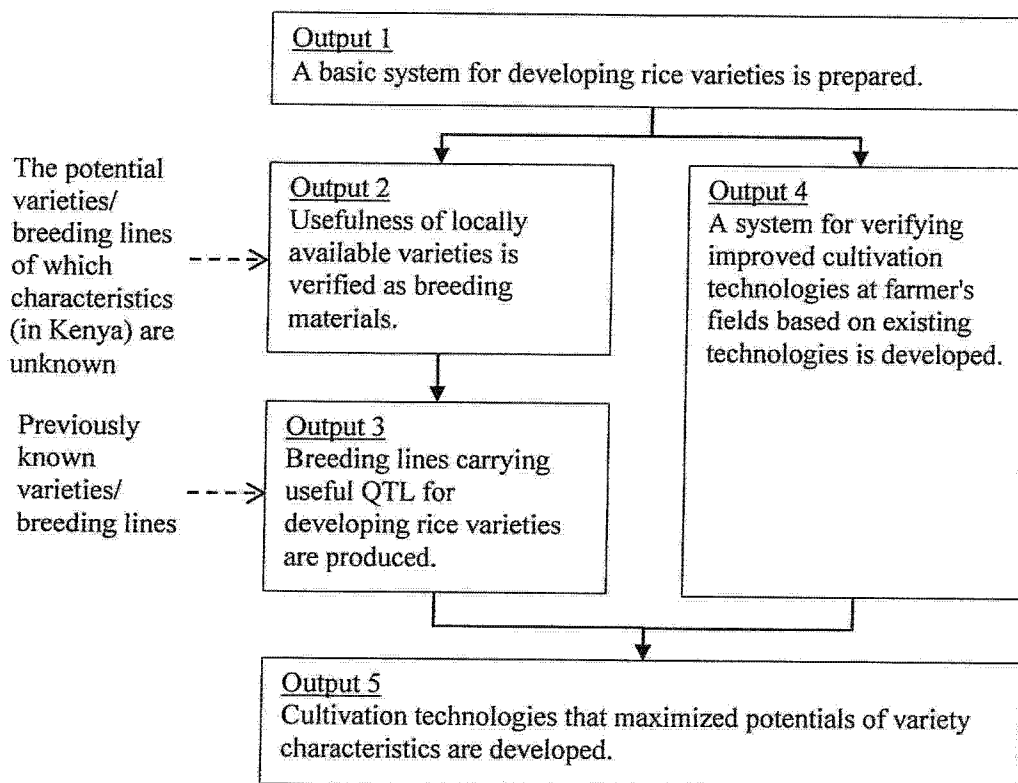 Output 1
A basic system for developing rice varieties is prepared.
The potential
varieties/
breeding lines
of which
characteristics
(in Kenya) are
unknown
Output 2
Usefulness of locally
available varieties is
verified as breeding
materials.
Output 4
A system for verifying
improved cultivation
technologies at farmer's
fields based on existing
technologies is developed.
Previously
known
varieties/
breeding lines
Output 3
Breeding lines carrying
useful QTL for
developing rice varieties
are produced.
Output 5
Cultivation technologies that maximized potentials of variety
characteristics are developed.